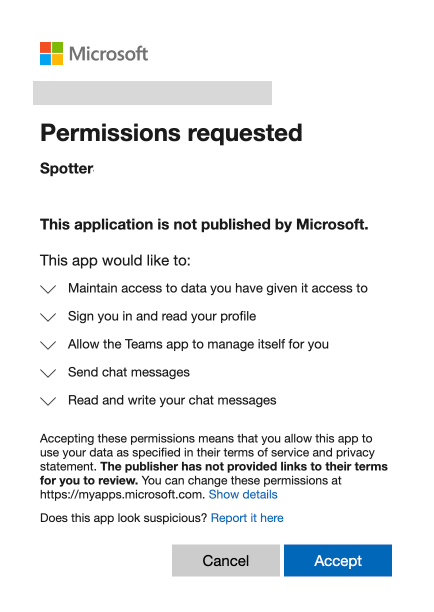 Microsoft
Permissions requested
Spotter
This application is not published by Microsoft.
This app would like to:
Maintain access to data you have given it access to
Sign you in and read your profile
Allow the Teams app to manage itself for you
Send chat messages
Read and write your chat messages
Accepting these permissions means that you allow this app to
use your data as specified in their terms of service and privacy
statement. The publisher has not provided links to their terms
for you to review. You can change these permissions at
https://myapps.microsoft.com. Show details
Does this app look suspicious? Report it here
Cancel Accept